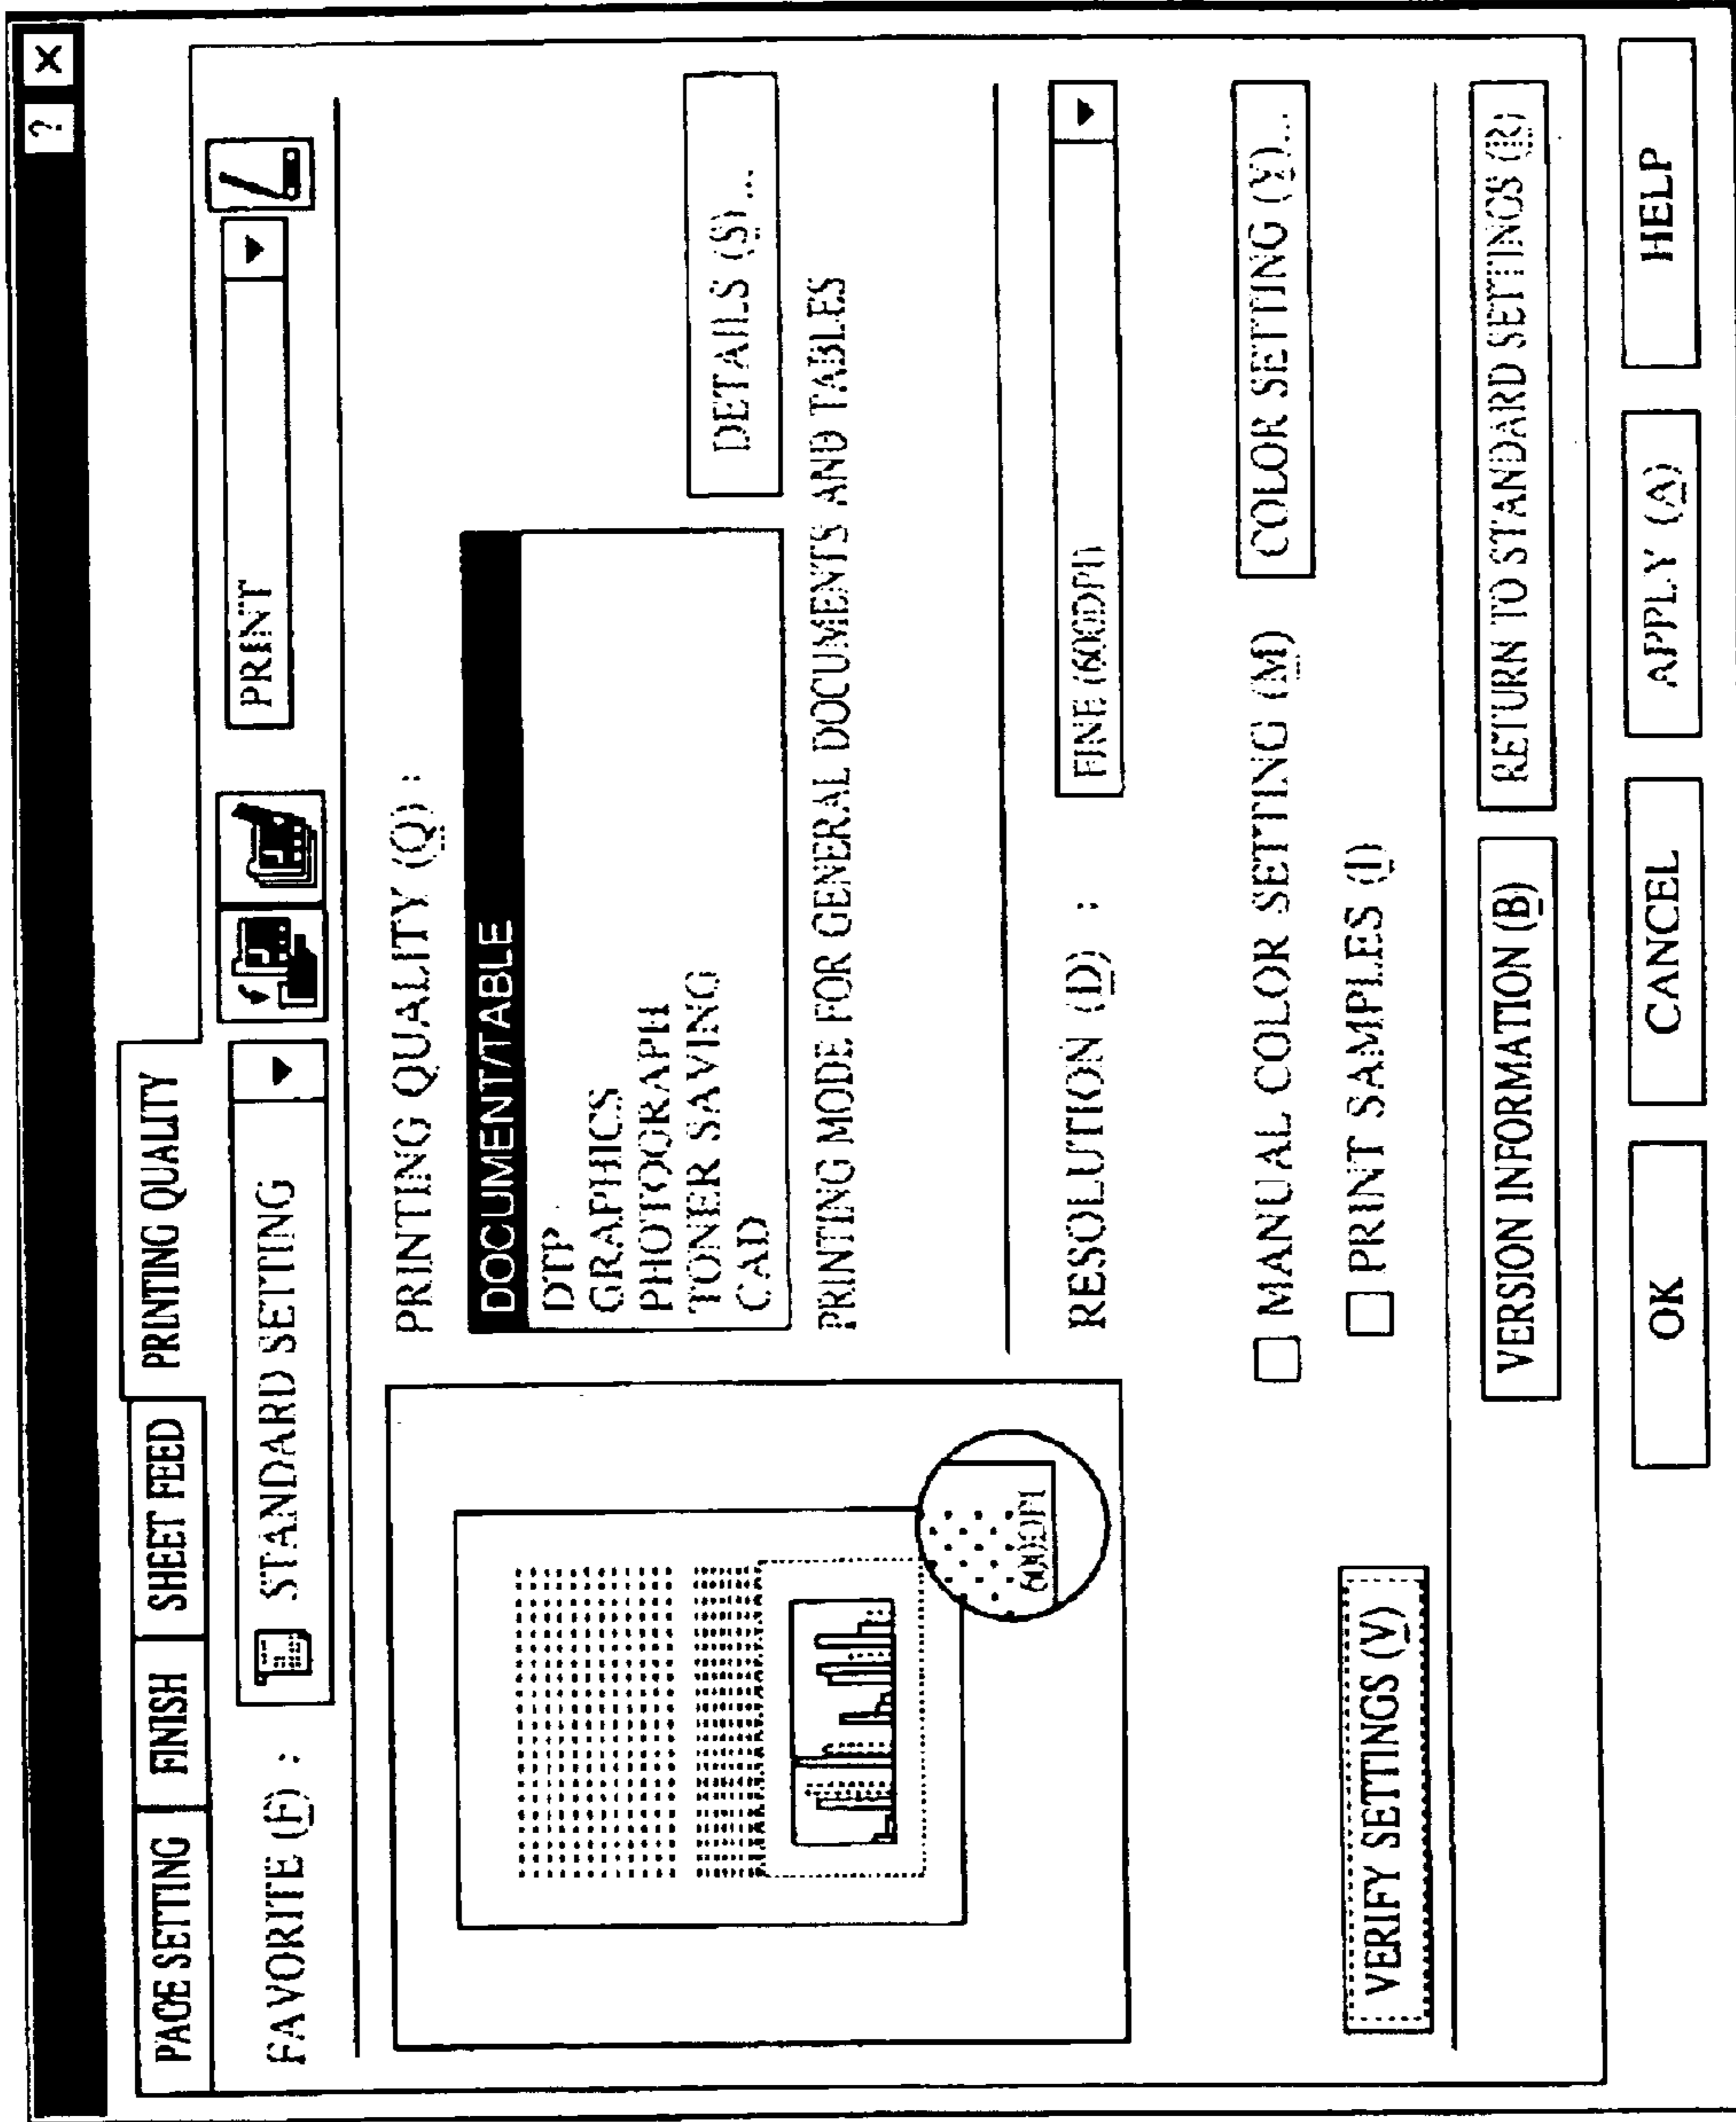 ? X
PAGE SETTING FINISH SHEET FEED PRINTING QUALITY
FAVORITE (F) : STANDARD SETTING PRINT
PRINTING QUALITY (Q) :
DOCUMENT/TABLE
DTP
GRAPHICS
PHOTOGRAPH
TONER SAVING
CAD
DETAILS (S)...
PRINTING MODE FOR GENERAL DOCUMENTS AND TABLES
600DPI
RESOLUTION (D) : FINE (600DPI)
MANUAL COLOR SETTING (M) COLOR SETTING (Y)...
PRINT SAMPLES (I)
VERIFY SETTINGS (V)
VERSION INFORMATION (B) RETURN TO STANDARD SETTINGS (R)
OK CANCEL APPLY (A) HELP